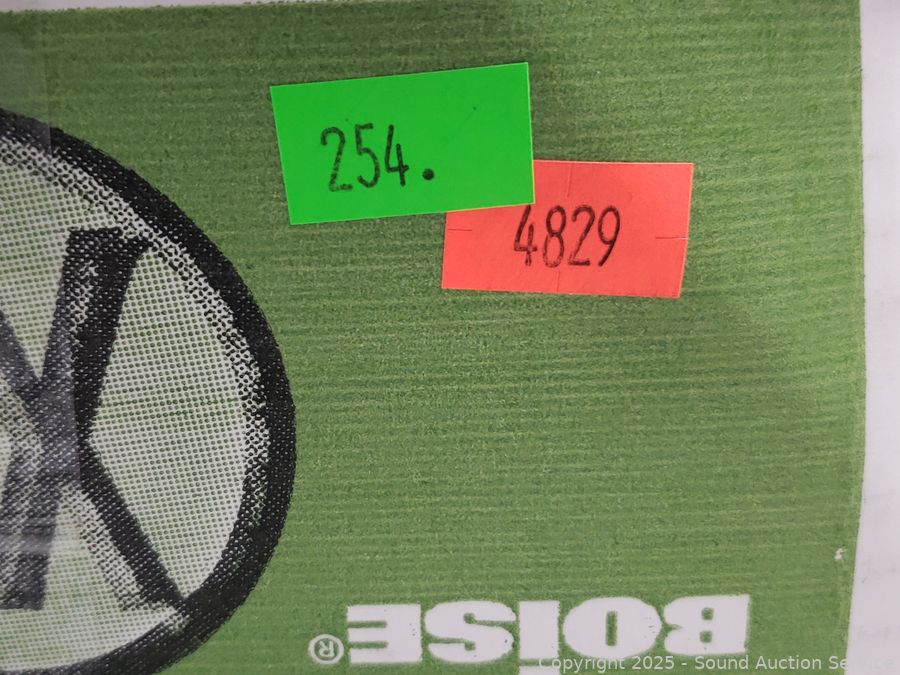 254.
4829
BOISE®
Copyright 2025 - Sound Auction Service